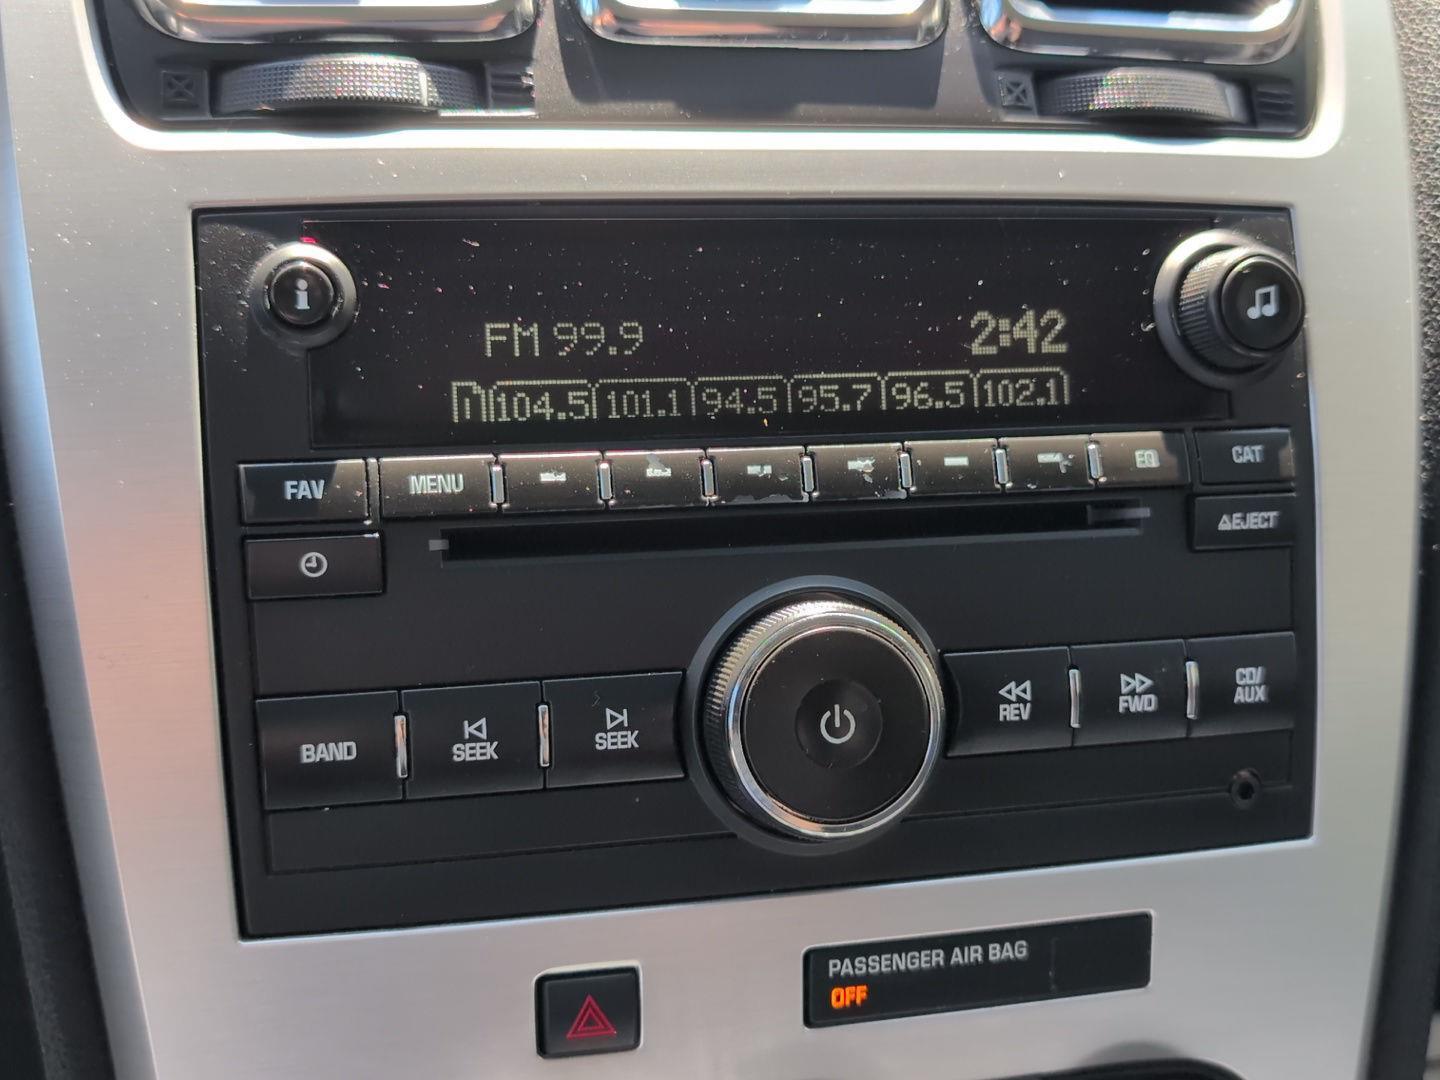 i
FM 99.9 2:42
104.5 101.1 94.5 95.7 96.5 102.1
FAV MENU EQ CAT
EJECT
BAND SEEK SEEK REV FWD CD/
AUX
PASSENGER AIR BAG
OFF